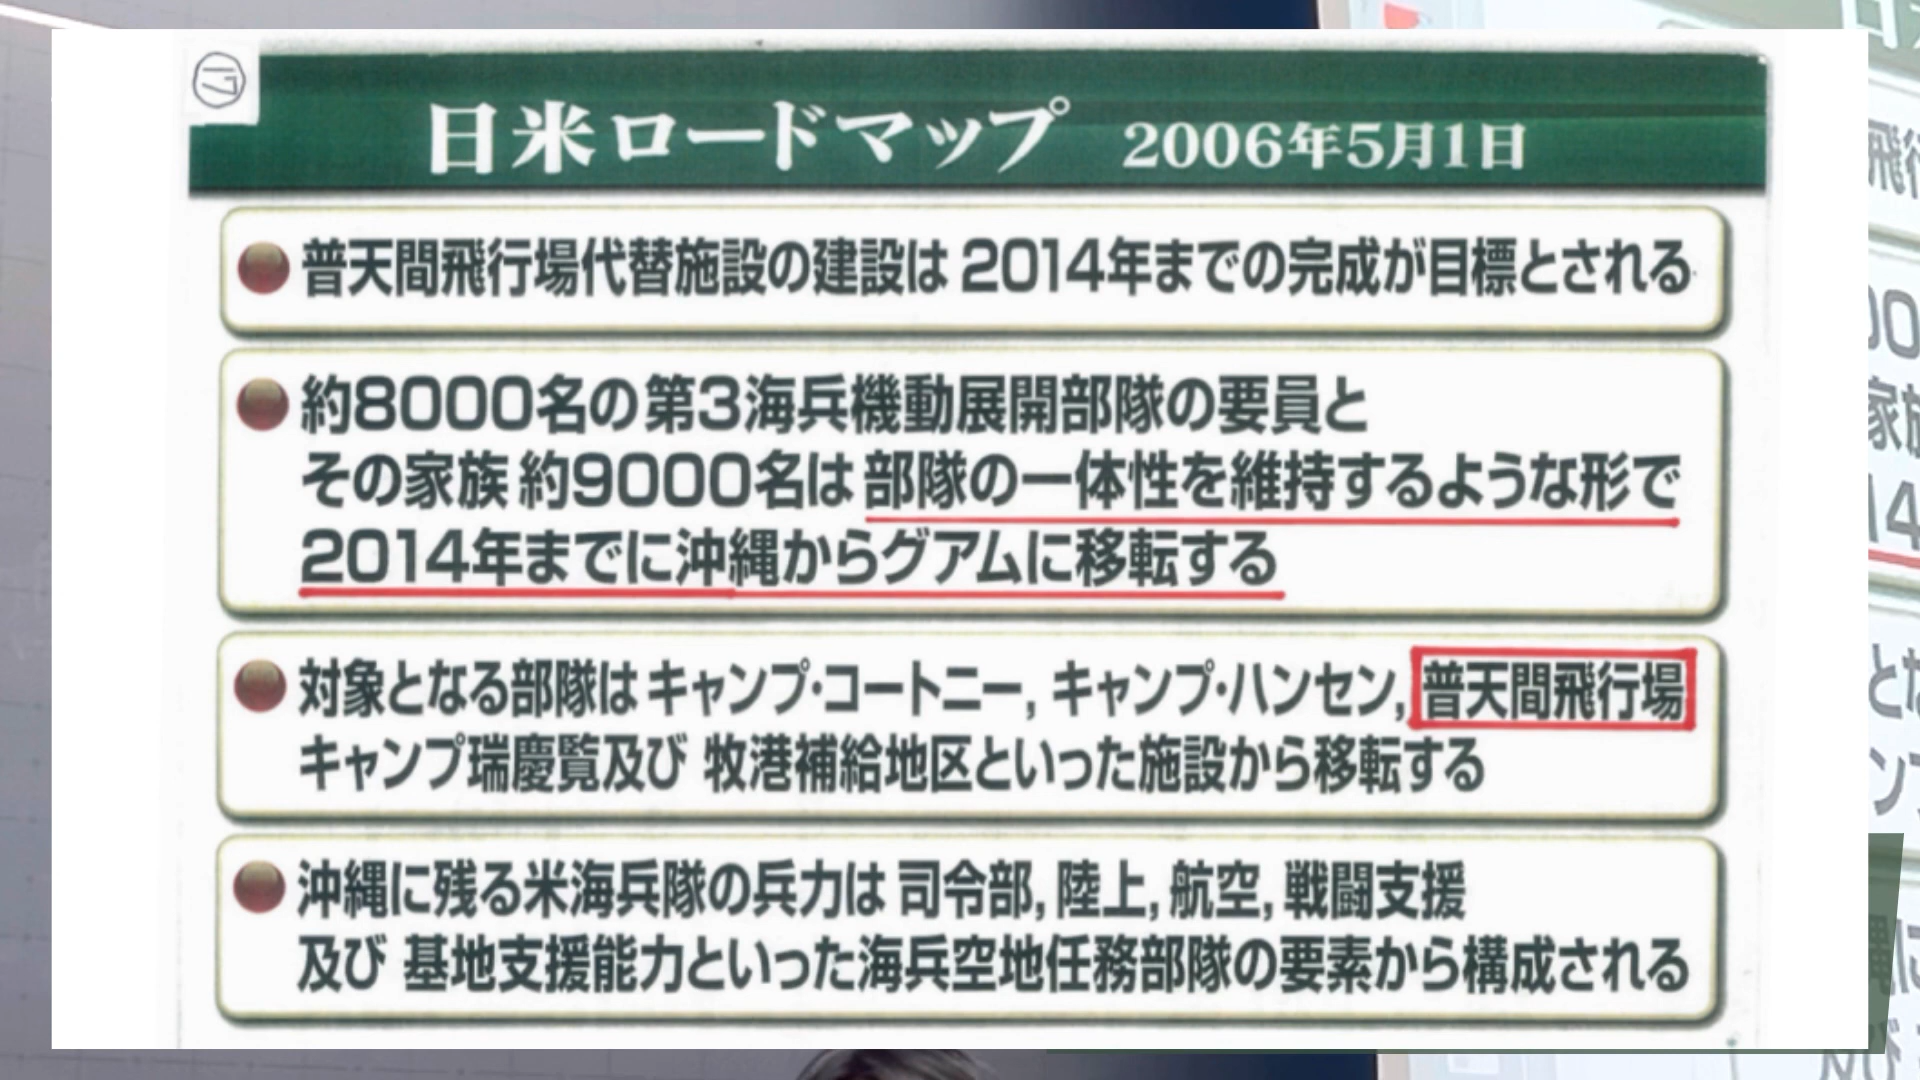 ⑰
日米ロードマップ 2006年5月1日
●普天間飛行場代替施設の建設は 2014年までの完成が目標とされる
●約8000名の第3海兵機動展開部隊の要員と
その家族 約9000名は 部隊の一体性を維持するような形で
2014年までに沖縄からグアムに移転する
●対象となる部隊は キャンプ・コートニー, キャンプ・ハンセン, 普天間飛行場
キャンプ瑞慶覧及び 牧港補給地区といった施設から移転する
●沖縄に残る米海兵隊の兵力は 司令部, 陸上, 航空, 戦闘支援
及び 基地支援能力といった海兵空地任務部隊の要素から構成される